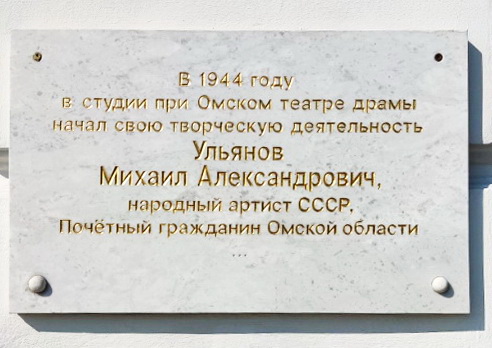 В 1944 году
в студии при Омском театре драмы
начал свою творческую деятельность
Ульянов
Михаил Александрович,
народный артист СССР.
Почётный гражданин Омской области
...